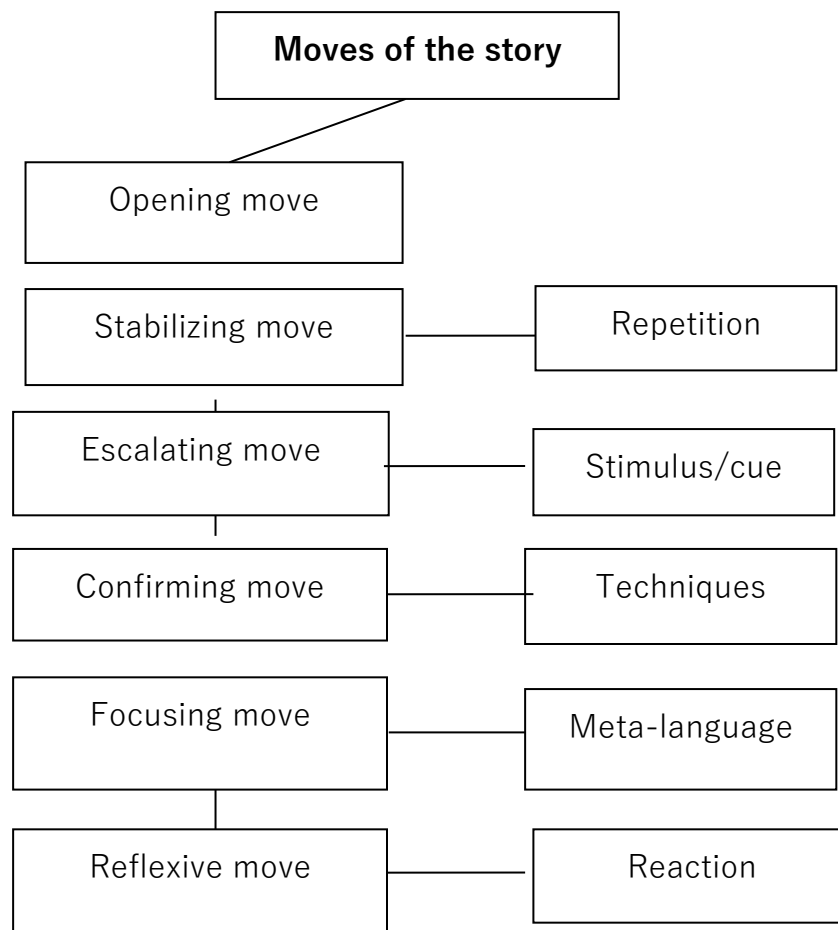 Moves of the story
Opening move
Stabilizing move
Repetition
Escalating move
Stimulus/cue
Confirming move
Techniques
Focusing move
Meta-language
Reflexive move
Reaction